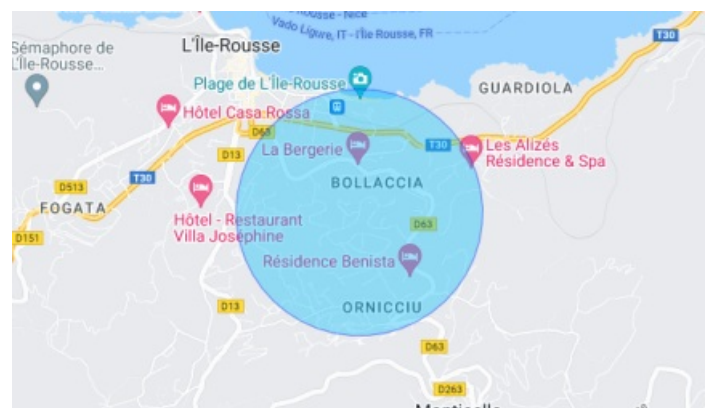 Rousse - Nice
Vado Ligure, IT - l'Île Rousse, FR
T30
L'Île-Rousse
Sémaphore de
L'Île-Rousse...
Plage de L'Île-Rousse
GUARDIOLA
Hôtel Casa Rossa
D63
La Bergerie
T30
Les Alizés
Résidence & Spa
D13
T30
D513
BOLLACCIA
FOGATA
Hôtel - Restaurant
Villa Joséphine
D63
D151
Résidence Benista
D13
ORNICCIU
D63
D263